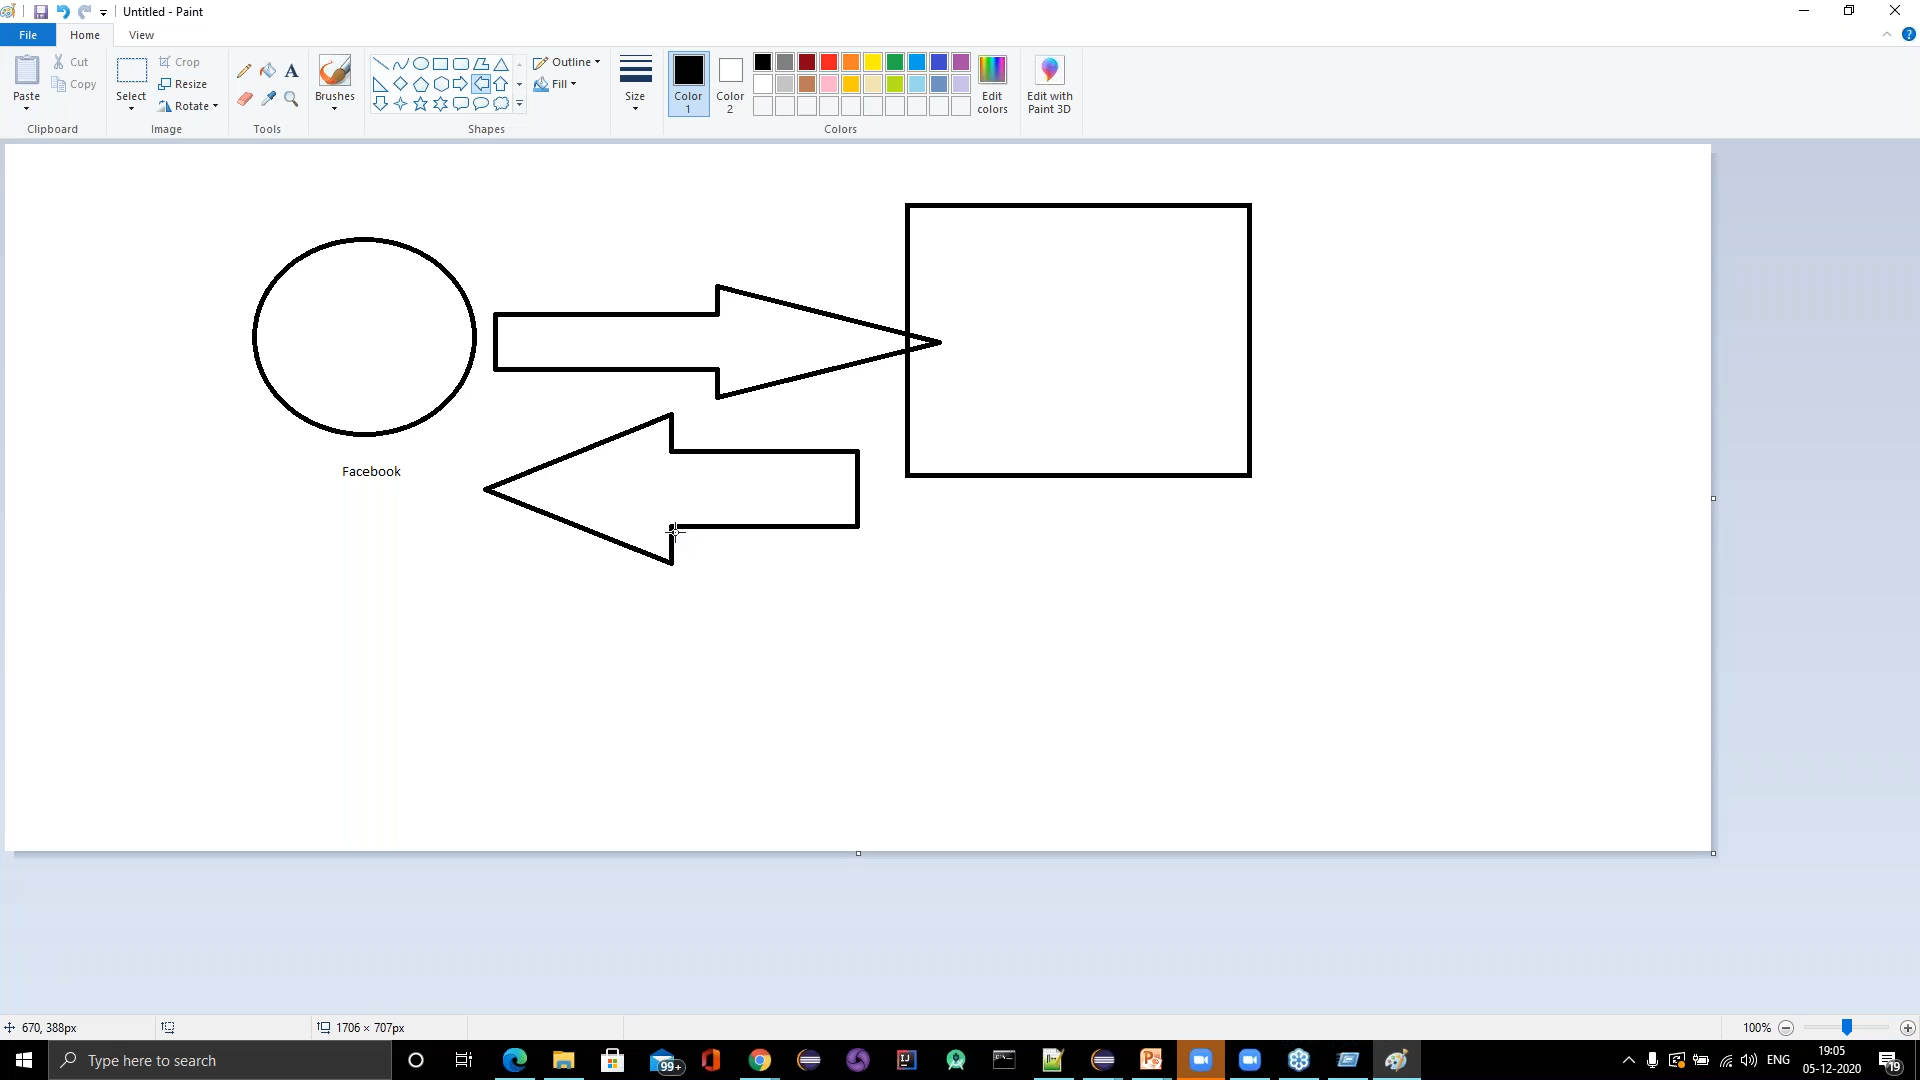 Untitled - Paint
File Home View
Paste
Cut
Copy
Clipboard
Select
Crop
Resize
Rotate
Image
Tools
Brushes
Shapes
Outline
Fill
Size
Color 1
Color 2
Colors
Edit colors
Edit with Paint 3D
Facebook
670, 388px
1706 × 707px
100%
Type here to search
99+
ENG
19:05
05-12-2020
19